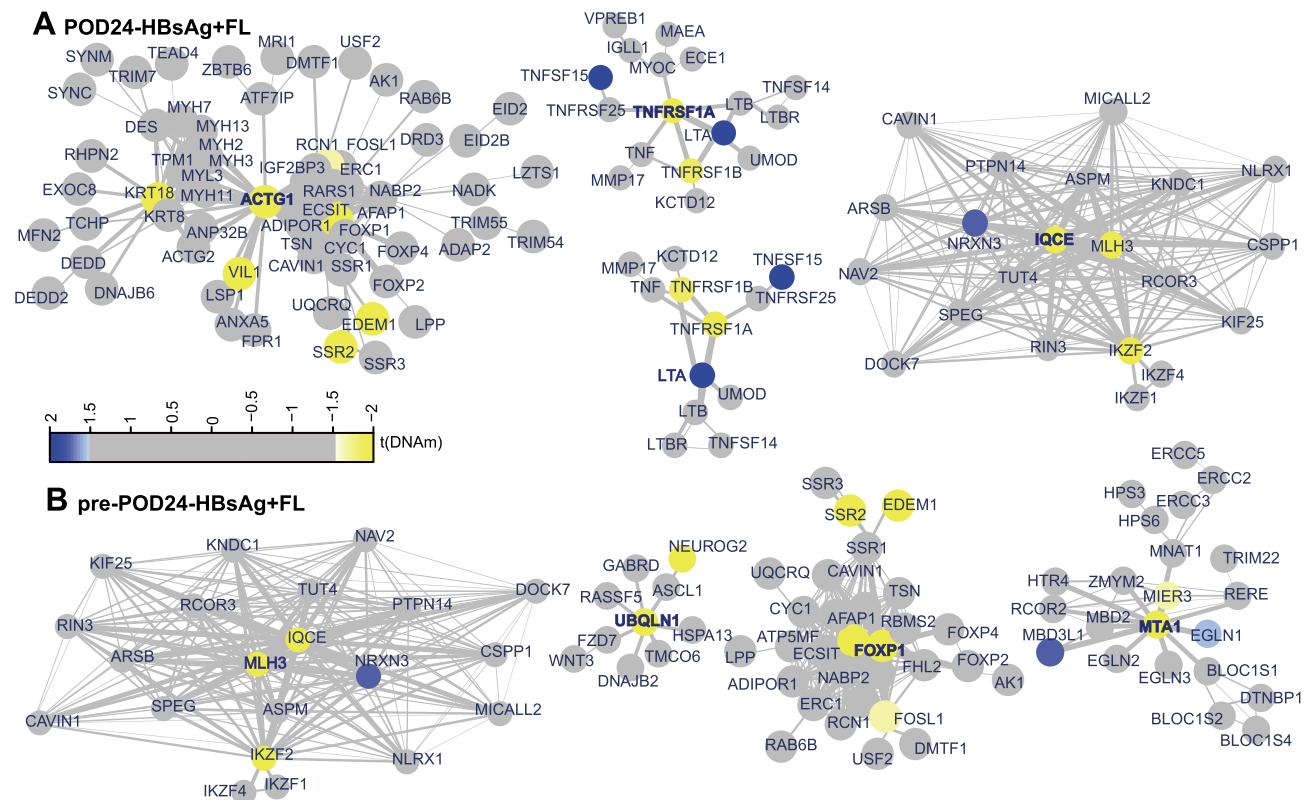 A POD24-HBsAg+FL
SYNM
TEAD4
MRI1
USF2
TRIM7
ZBTB6
DMTF1
SYNC
AK1
ATF7IP
RAB6B
MYH7
EID2
DES
MYH13
RCN1
FOSL1
DRD3
EID2B
MYH2
RHPN2
TPM1
MYH3
IGF2BP3
ERC1
LZTS1
MYL3
EXOC8
KRT18
MYH11
ACTG1
RARS1
NABP2
NADK
ECSIT
AFAP1
KRT8
TCHP
ANP32B
ADIPOR1
FOXP1
TRIM55
MFN2
TSN
CYC1
FOXP4
ADAP2
TRIM54
ACTG2
DEDD
VIL1
CAVIN1
SSR1
DEDD2
DNAJB6
LSP1
FOXP2
UQCRQ
ANXA5
EDEM1
LPP
FPR1
SSR2
SSR3
VPREB1
MAEA
IGLL1
ECE1
MYOC
TNFSF15
TNFSF14
TNFRSF25
TNFRSF1A
LTB
LTBR
LTA
TNF
UMOD
TNFRSF1B
MMP17
KCTD12
KCTD12
TNFSF15
MMP17
TNF
TNFRSF1B
TNFRSF25
TNFRSF1A
LTA
UMOD
LTB
LTBR
TNFSF14
MICALL2
CAVIN1
PTPN14
NLRX1
ASPM
KNDC1
ARSB
NRXN3
IQCE
MLH3
CSPP1
NAV2
TUT4
RCOR3
SPEG
KIF25
RIN3
IKZF2
DOCK7
IKZF4
IKZF1
2
1.5
1
0.5
0
−0.5
−1
−1.5
−2
t(DNAm)
B pre-POD24-HBsAg+FL
NAV2
KNDC1
KIF25
TUT4
DOCK7
RCOR3
PTPN14
RIN3
IQCE
ARSB
MLH3
NRXN3
CSPP1
SPEG
ASPM
MICALL2
CAVIN1
IKZF2
NLRX1
IKZF4
IKZF1
NEUROG2
GABRD
ASCL1
RASSF5
UBQLN1
HSPA13
FZD7
TMCO6
WNT3
DNAJB2
SSR3
SSR2
EDEM1
SSR1
UQCRQ
CAVIN1
TSN
CYC1
AFAP1
RBMS2
ATP5MF
FOXP4
ECSIT
FOXP1
LPP
FHL2
FOXP2
ADIPOR1
NABP2
AK1
ERC1
RCN1
FOSL1
RAB6B
DMTF1
USF2
ERCC5
ERCC2
HPS3
ERCC3
HPS6
MNAT1
TRIM22
HTR4
ZMYM2
MIER3
RERE
RCOR2
MBD2
MTA1
MBD3L1
EGLN1
EGLN2
EGLN3
BLOC1S1
DTNBP1
BLOC1S2
BLOC1S4